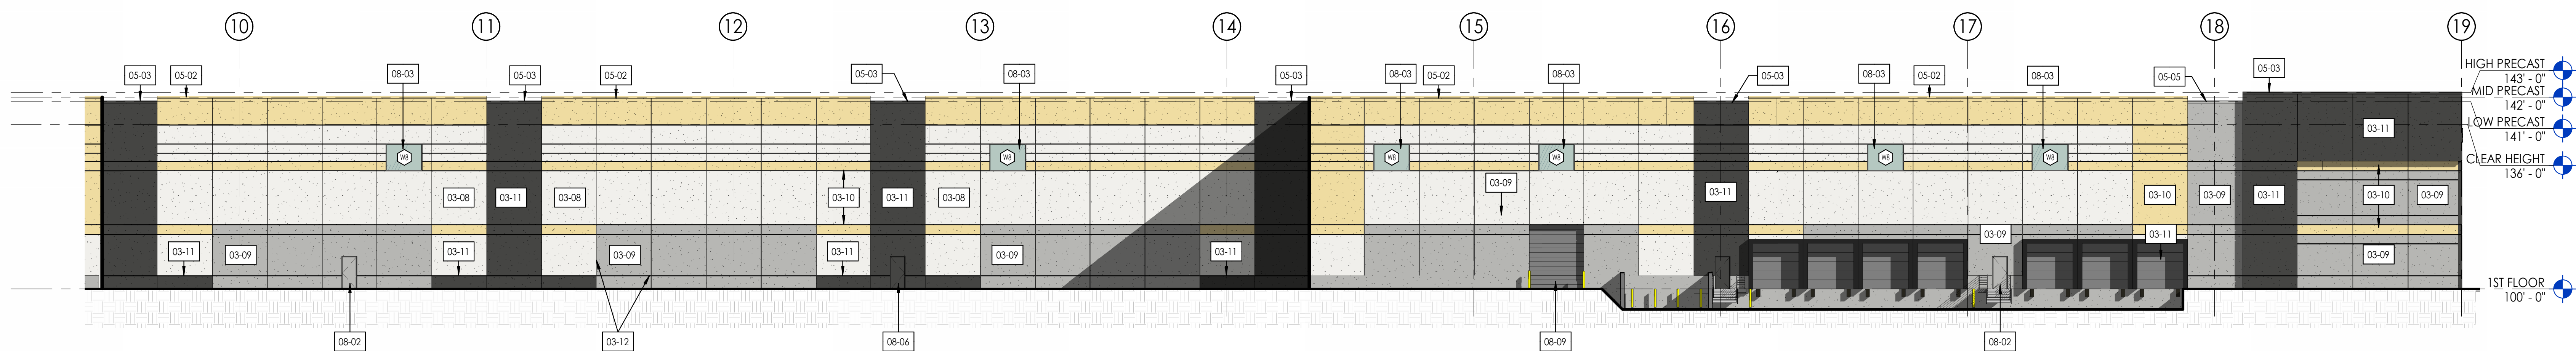 10 11 12 13 14 15 16 17 18 19
05-03 05-02 08-03 05-03 05-02 05-03 08-03 05-03 08-03 05-02 08-03 05-03 08-03 05-02 08-03 05-05 05-03
HIGH PRECAST
143' - 0"
MID PRECAST
142' - 0"
LOW PRECAST
141' - 0"
CLEAR HEIGHT
136' - 0"
03-11
W8 W8 W8 W8 W8 W8
03-08 03-11 03-08 03-10 03-11 03-08 03-09 03-11 03-10 03-09 03-11 03-10 03-09
03-11 03-09 03-11 03-09 03-11 03-09 03-11 03-09 03-11 03-09
1ST FLOOR
100' - 0"
08-02 03-12 08-06 08-09 08-02